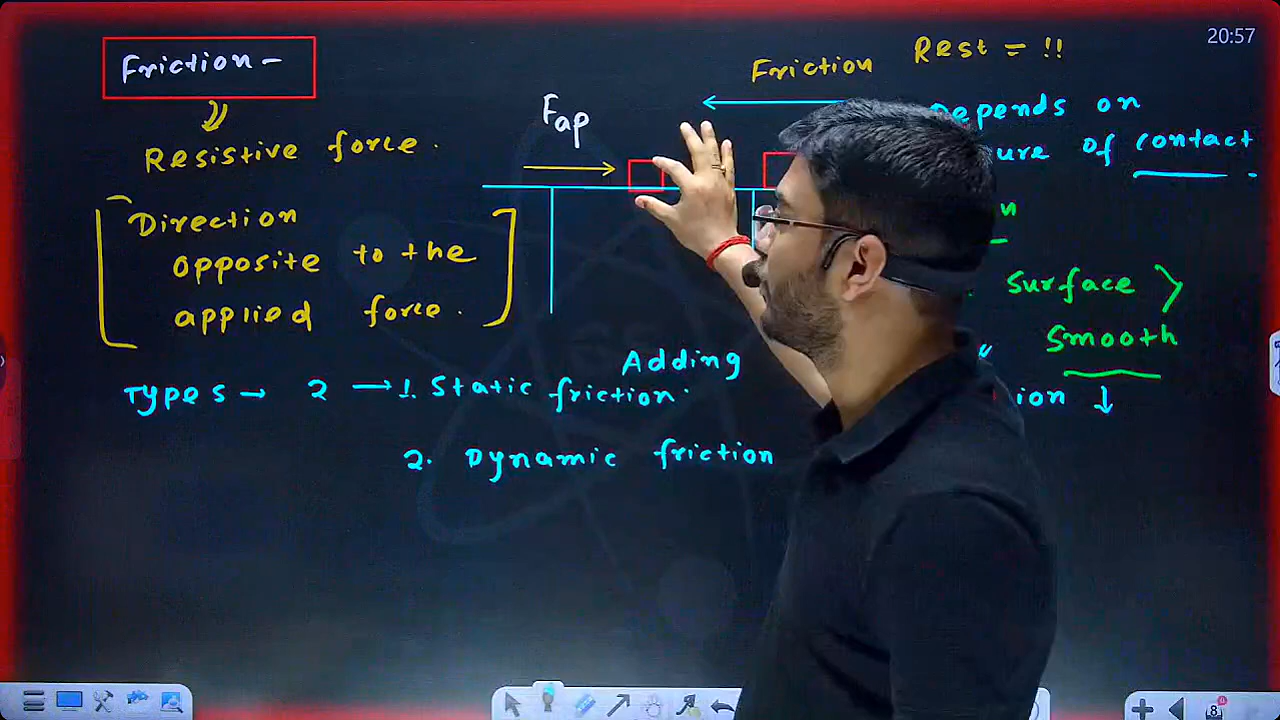 20:57
Friction -
Resistive force.
Direction
opposite to the
applied force.
Fap
Friction
Rest = !!
Depends on
of contact
surface
smooth
Types → 2 → 1. Static friction
Adding
2. Dynamic friction
8